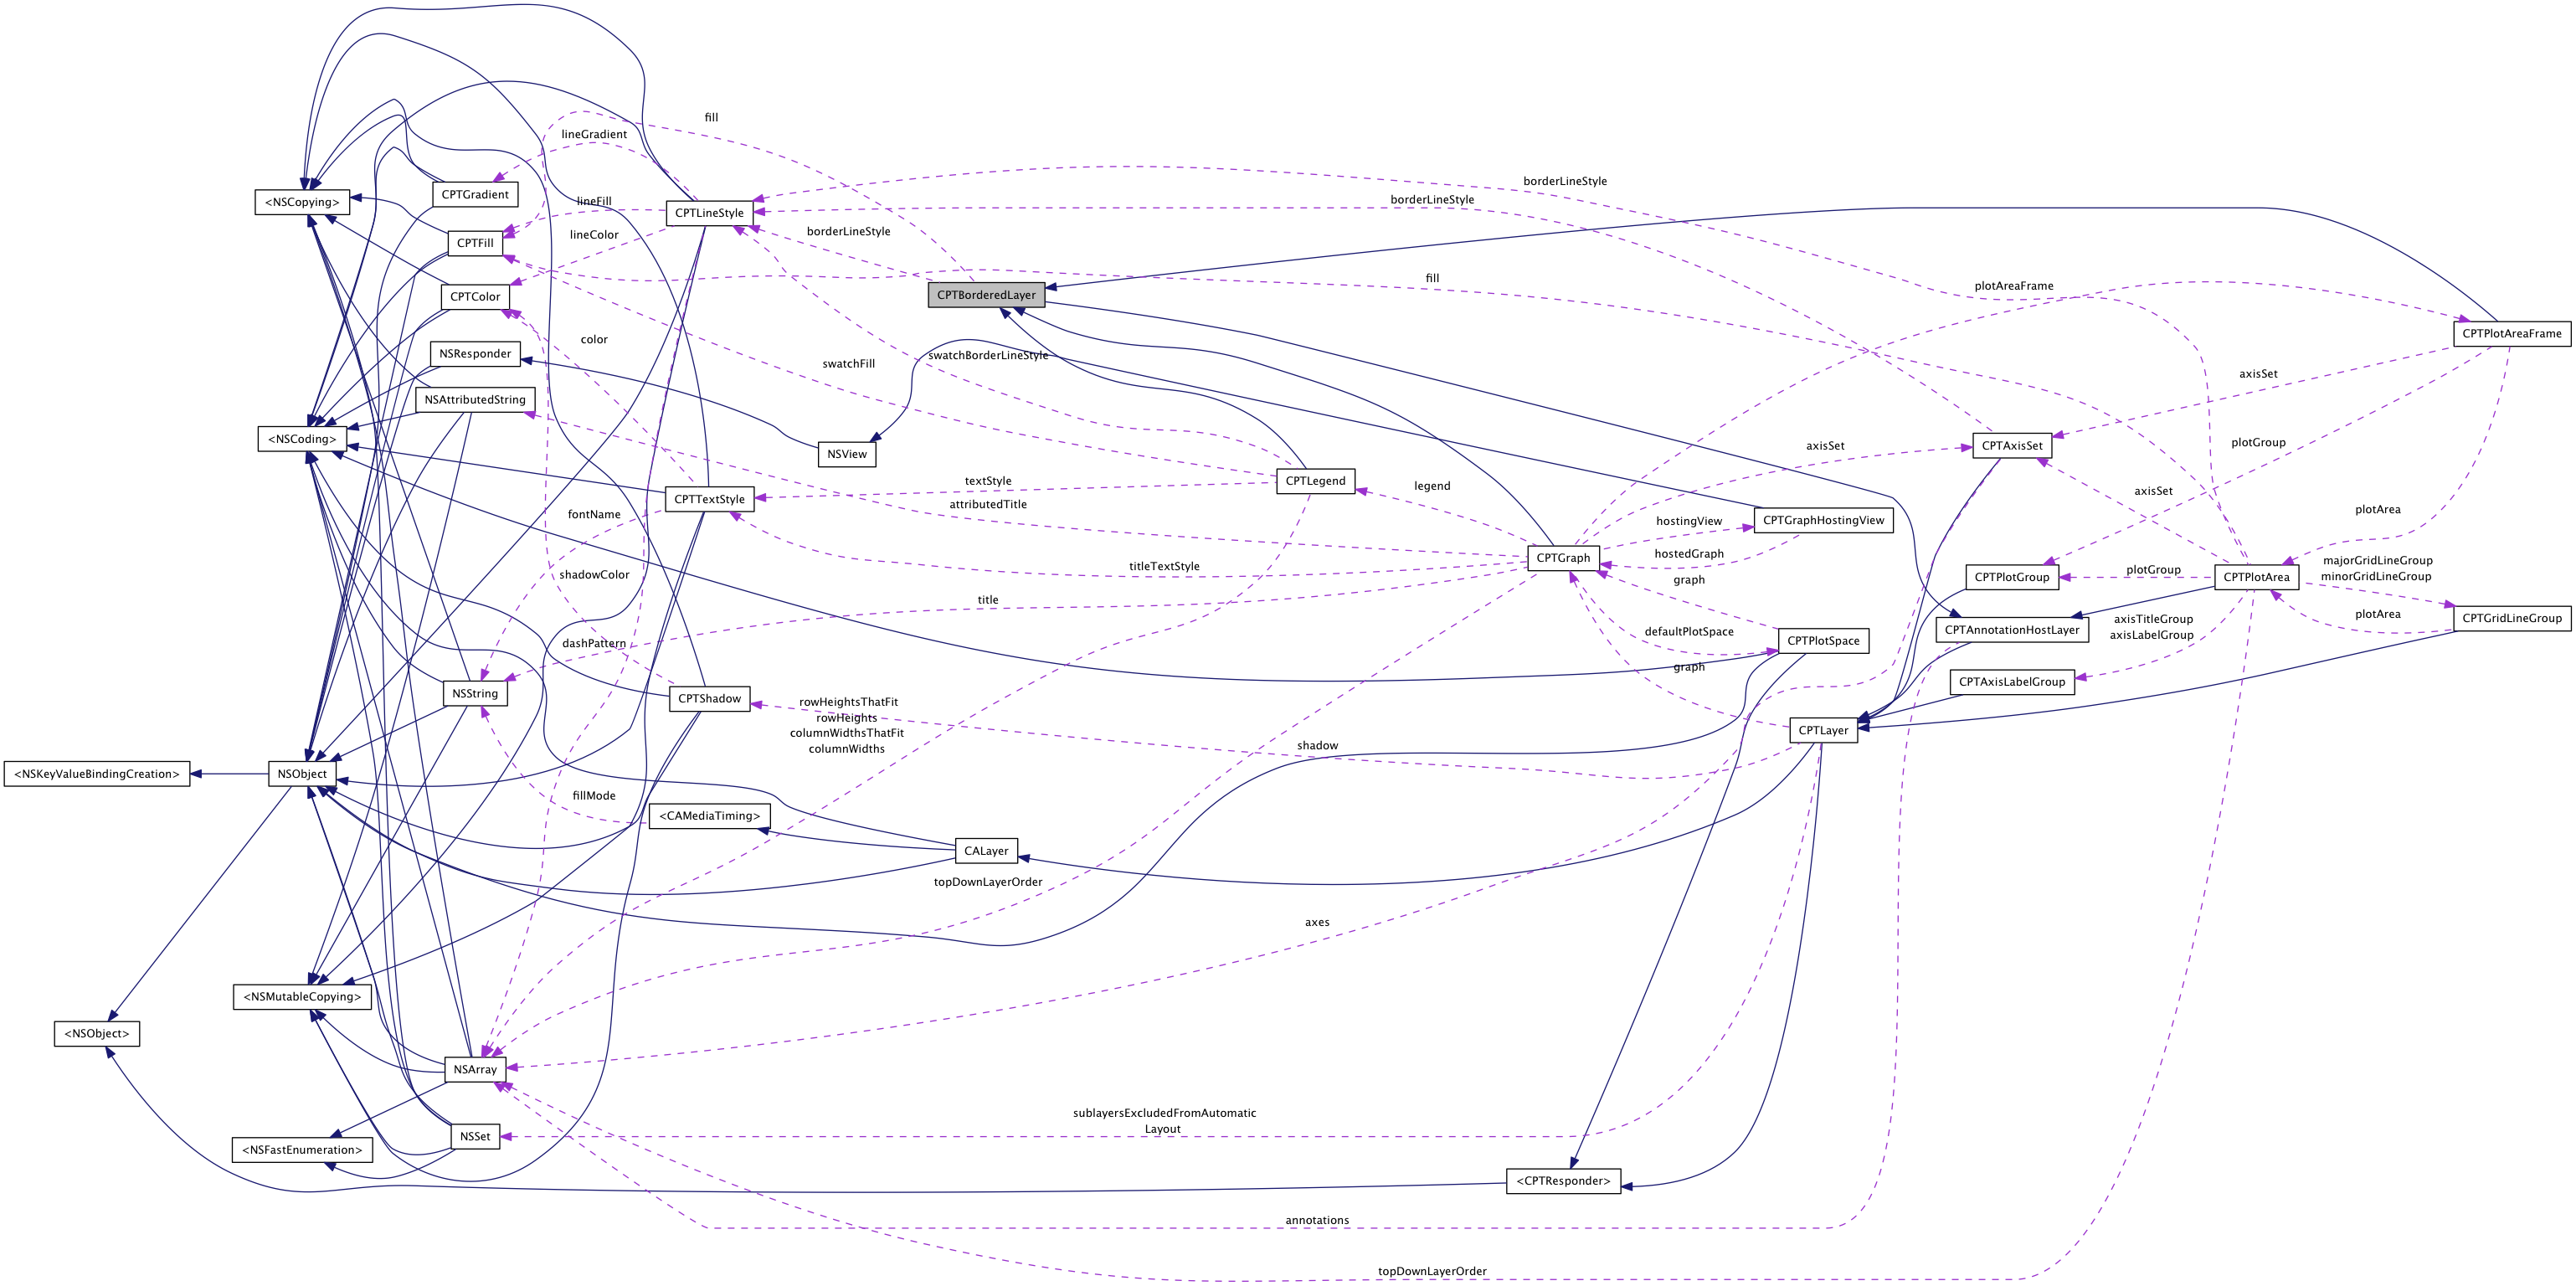 fill
lineGradient
borderLineStyle
<NSCopying>
CPTGradient
lineFill
borderLineStyle
CPTLineStyle
lineColor
borderLineStyle
CPTFill
fill
plotAreaFrame
CPTColor
CPTBorderedLayer
CPTPlotAreaFrame
color
NSResponder
swatchFill
swatchBorderLineStyle
axisSet
NSAttributedString
<NSCoding>
NSView
axisSet
CPTAxisSet
plotGroup
CPTLegend
textStyle
legend
axisSet
CPTTextStyle
attributedTitle
fontName
hostingView
CPTGraphHostingView
plotArea
CPTGraph
hostedGraph
titleTextStyle
graph
majorGridLineGroup
minorGridLineGroup
CPTPlotGroup
plotGroup
CPTPlotArea
shadowColor
title
plotArea
CPTGridLineGroup
axisTitleGroup
axisLabelGroup
CPTAnnotationHostLayer
dashPattern
defaultPlotSpace
CPTPlotSpace
graph
NSString
CPTShadow
CPTAxisLabelGroup
rowHeightsThatFit
rowHeights
columnWidthsThatFit
columnWidths
shadow
CPTLayer
<NSKeyValueBindingCreation>
NSObject
fillMode
<CAMediaTiming>
CALayer
topDownLayerOrder
axes
<NSMutableCopying>
<NSObject>
NSArray
sublayersExcludedFromAutomatic
Layout
NSSet
<NSFastEnumeration>
<CPTResponder>
annotations
topDownLayerOrder